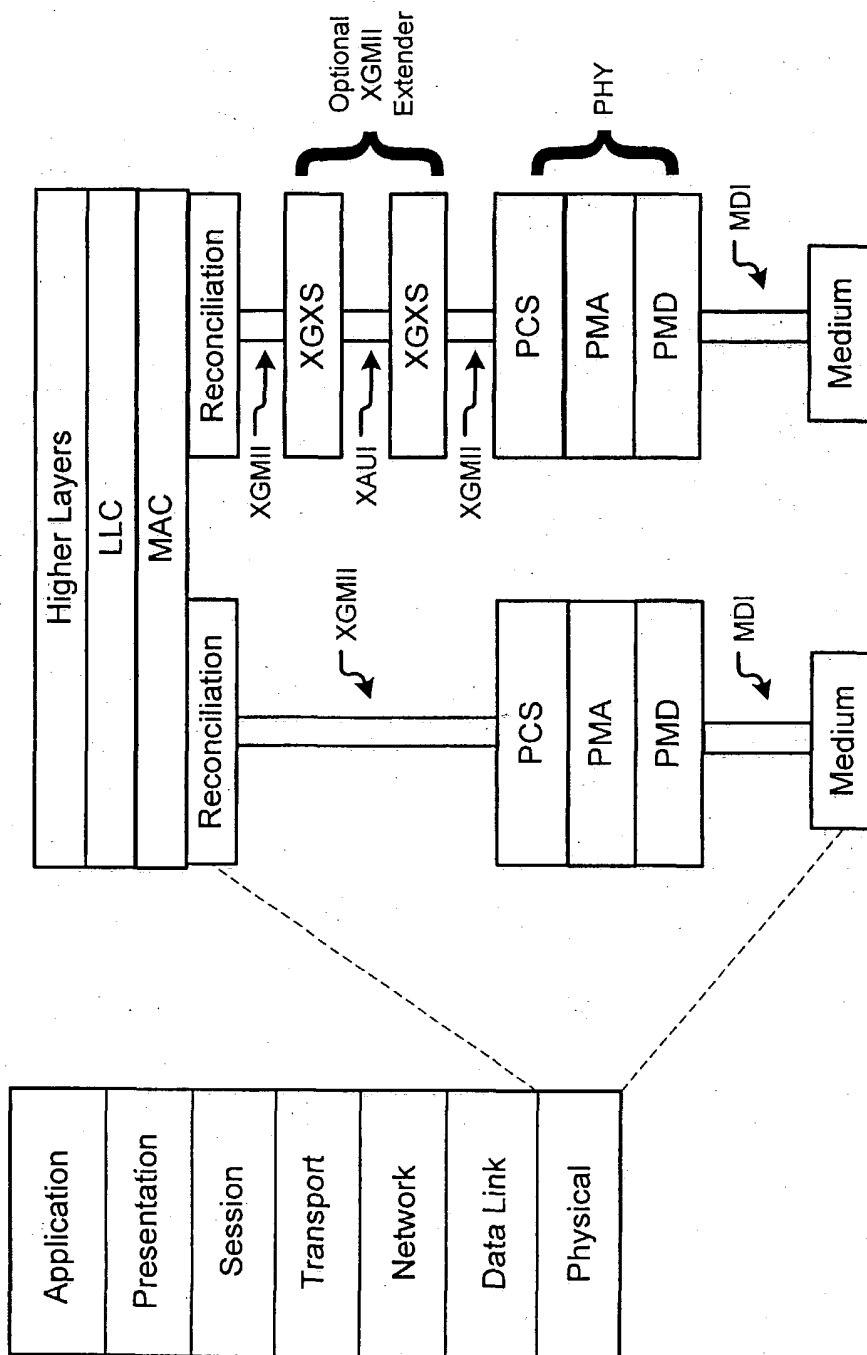 Application
Presentation
Session
Transport
Network
Data Link
Physical
Higher Layers
LLC
MAC
Reconciliation
XGMII
PCS
PMA
PMD
MDI
Medium
Reconciliation
XGMII
XGXS
XAUI
XGXS
XGMII
Optional
XGMII
Extender
PCS
PMA
PMD
PHY
MDI
Medium